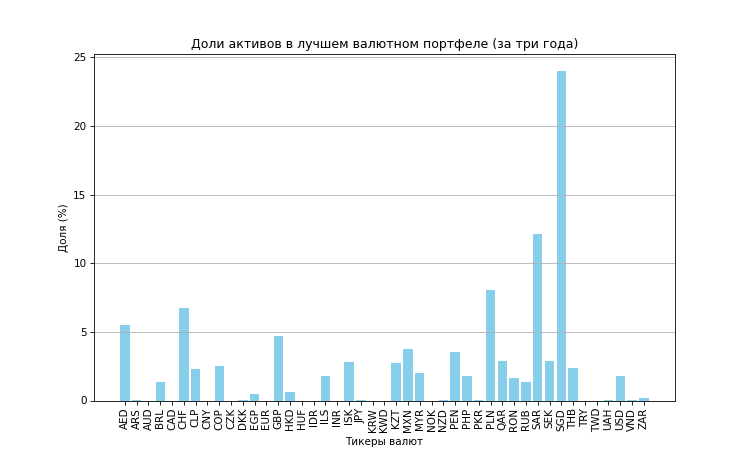 Доли активов в лучшем валютном портфеле (за три года)
Доля (%)
25
20
15
10
5
0
AED ARS AUD BRL CAD CHF CLP CNY COP CZK DKK EGP EUR GBP HKD HUF IDR ILS INR ISK JPY KRW KWD KZT MXN MYR NOK NZD PEN PHP PKR PLN QAR RON RUB SAR SEK SGD THB TRY TWD UAH USD VND ZAR
Тикеры валют